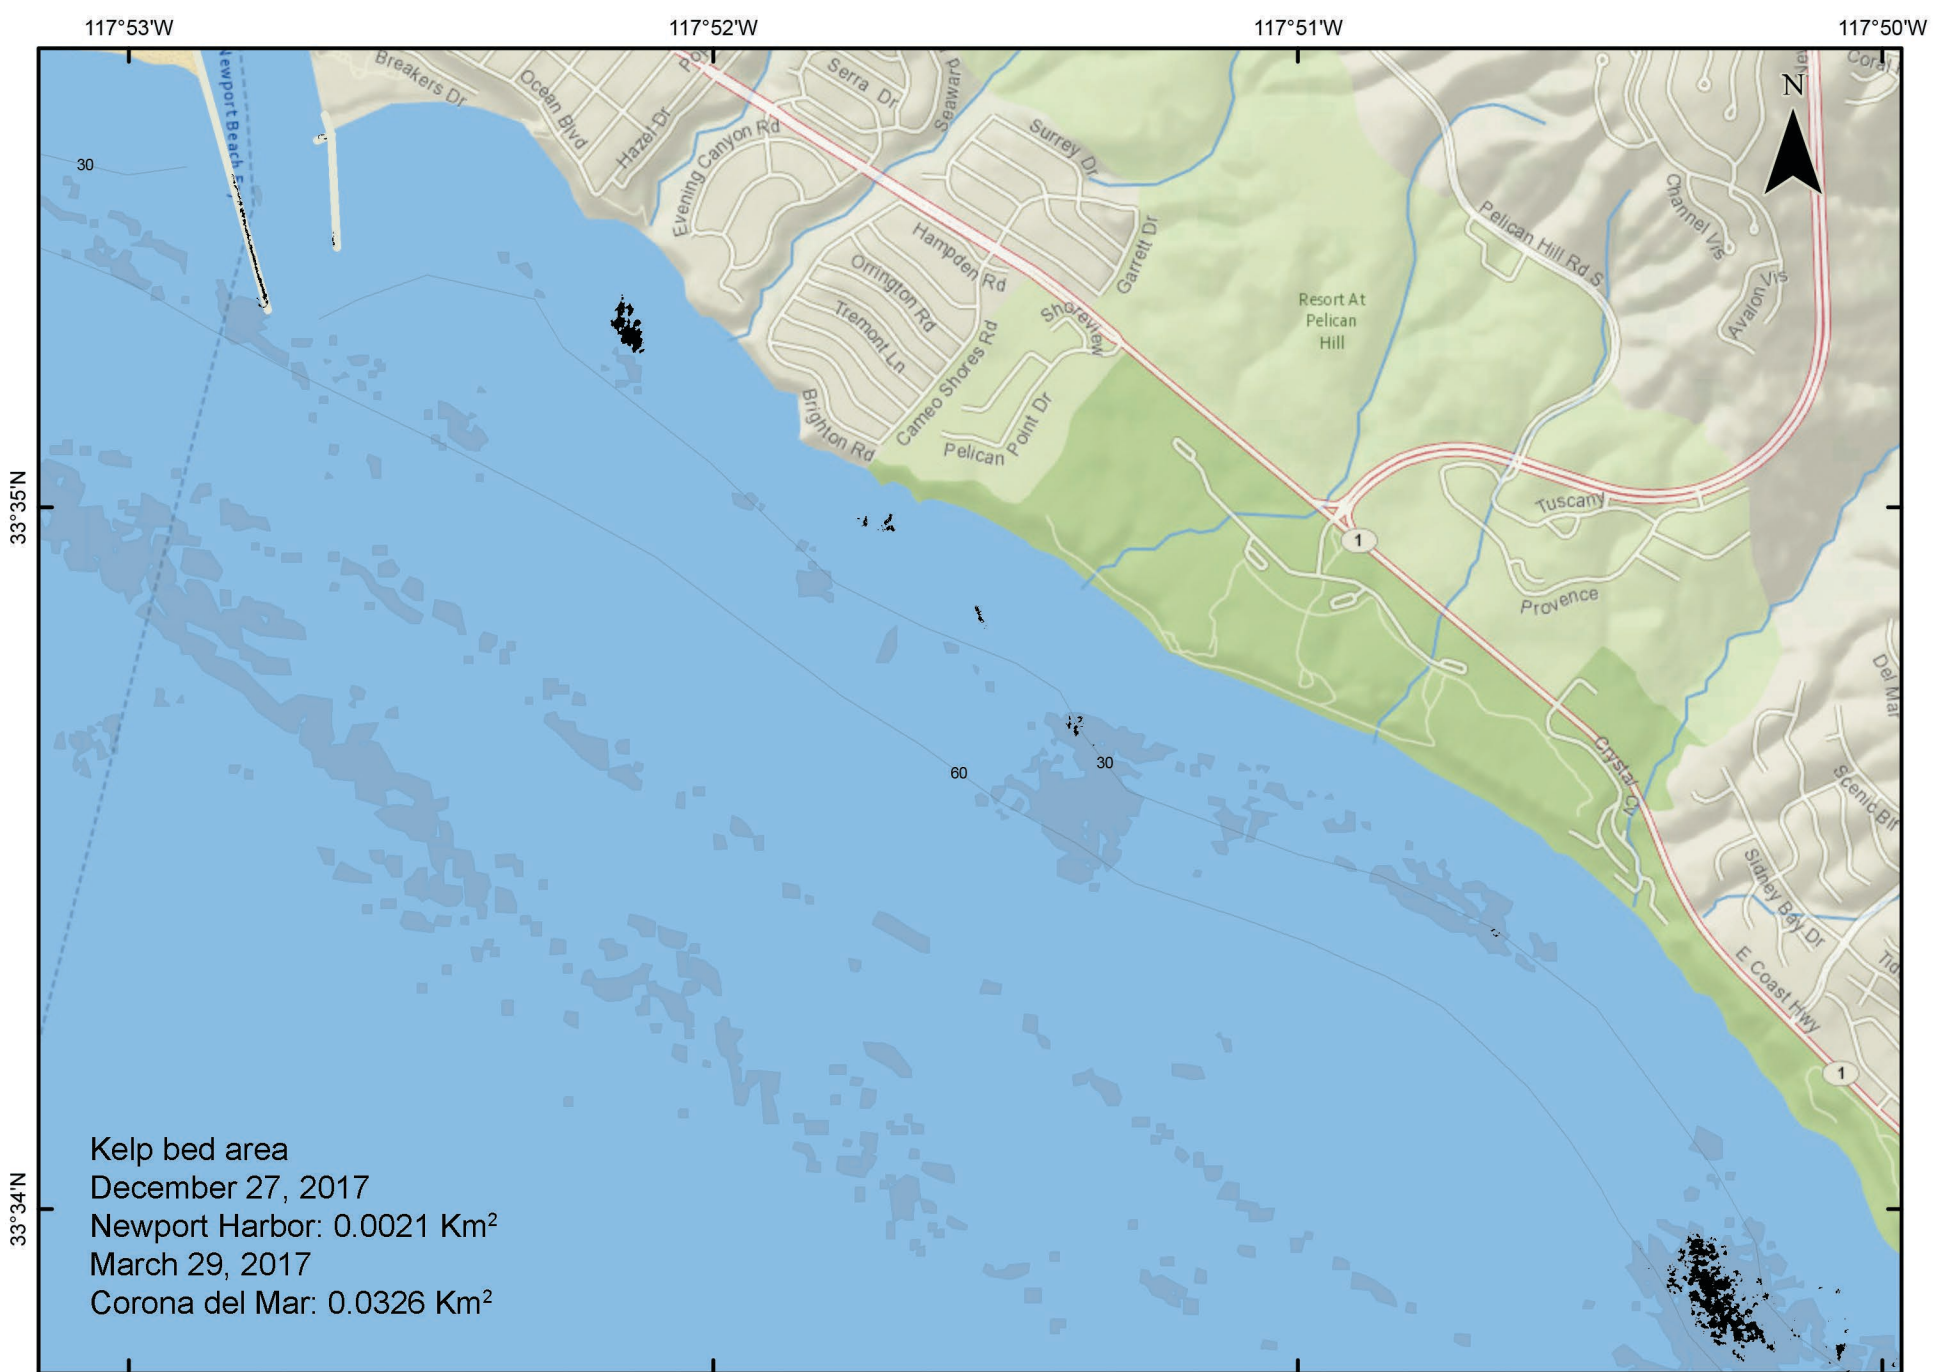 117°53'W
117°52'W
117°51'W
117°50'W
33°35'N
33°34'N
N
Newport Beach
Breakers Dr
Ocean Blvd
Hazel Dr
Serra Dr
Evening Canyon Rd
Surrey Dr
Garrett Dr
Hampden Rd
Orrington Rd
Tremont Ln
Shoreview
Cameo Shores Rd
Brighton Rd
Pelican
Point Dr
Resort At
Pelican
Hill
Pelican Hill Rd S
Channel Vis
Avalon Vis
Tuscany
Provence
1
Crystal Cv
Del Mar
Scenic Blf
Sidney Bay Dr
E Coast Hwy
1
30
60
30
Kelp bed area
December 27, 2017
Newport Harbor: 0.0021 Km²
March 29, 2017
Corona del Mar: 0.0326 Km²